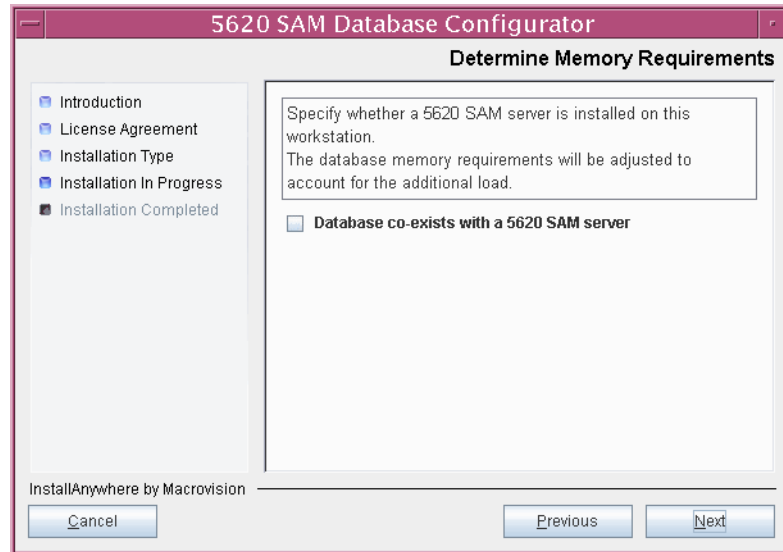 5620 SAM Database Configurator
Determine Memory Requirements
Introduction
License Agreement
Installation Type
Installation In Progress
Installation Completed
Specify whether a 5620 SAM server is installed on this
workstation.
The database memory requirements will be adjusted to
account for the additional load.
Database co-exists with a 5620 SAM server
InstallAnywhere by Macrovision
Cancel
Previous
Next